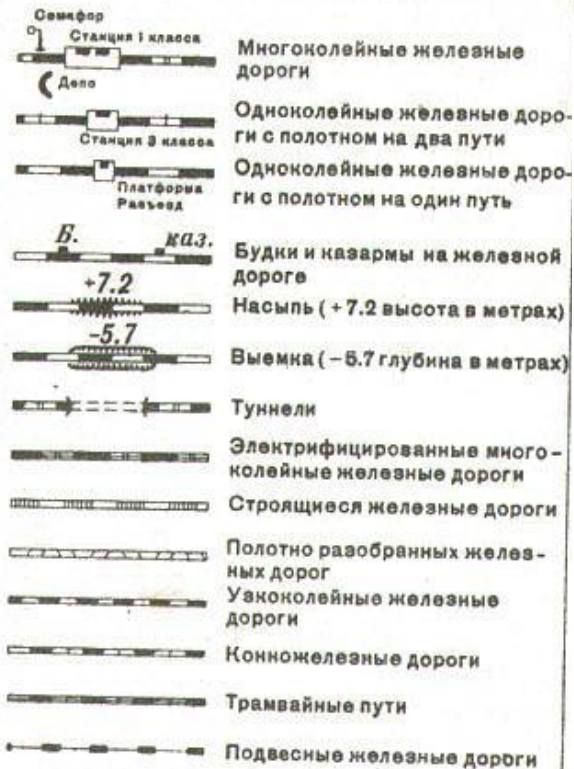 Семафор
Станция I класса
Депо
Многоколейные железные
дороги
Станция 3 класса
Одноколейные железные доро-
ги с полотном на два пути
Платформа
Разъезд
Одноколейные железные доро-
ги с полотном на один путь
Б. каз.
Будки и казармы на железной
дороге
+7.2
Насыпь (+7.2 высота в метрах)
-5.7
Выемка (-5.7 глубина в метрах)
Туннели
Электрифицированные много-
колейные железные дороги
Строящиеся железные дороги
Полотно разобранных желез-
ных дорог
Узкоколейные железные
дороги
Конножелезные дороги
Трамвайные пути
Подвесные железные дороги